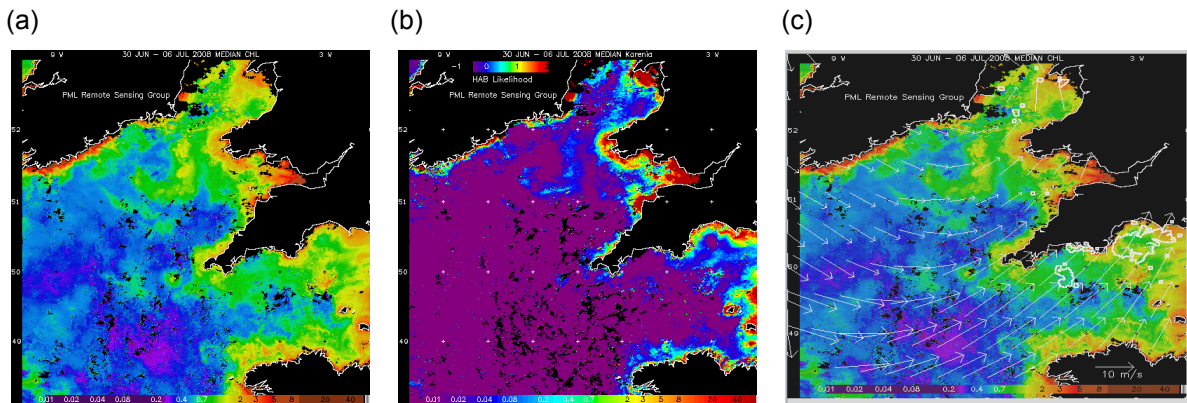 (a)
(b)
(c)
9 W 30 JUN - 06 JUL 2008 MEDIAN CHL 3 W
PML Remote Sensing Group
52
51
50
49
0.01 0.02 0.04 0.08 0.2 0.4 0.7 1 2 3 5 8 20 40
9 W 30 JUN - 06 JUL 2008 MEDIAN Karenia 3 W
-1 0 1
HAB Likelihood
PML Remote Sensing Group
52
51
50
49
0.01 0.02 0.04 0.08 0.2 0.4 0.7 2 3 5 8 20 40
9 W 30 JUN - 06 JUL 2008 MEDIAN CHL 3 W
PML Remote Sensing Group
52
51
50
49
10 m/s
0.01 0.02 0.04 0.08 0.2 0.4 0.7 2 3 5 8 20 40